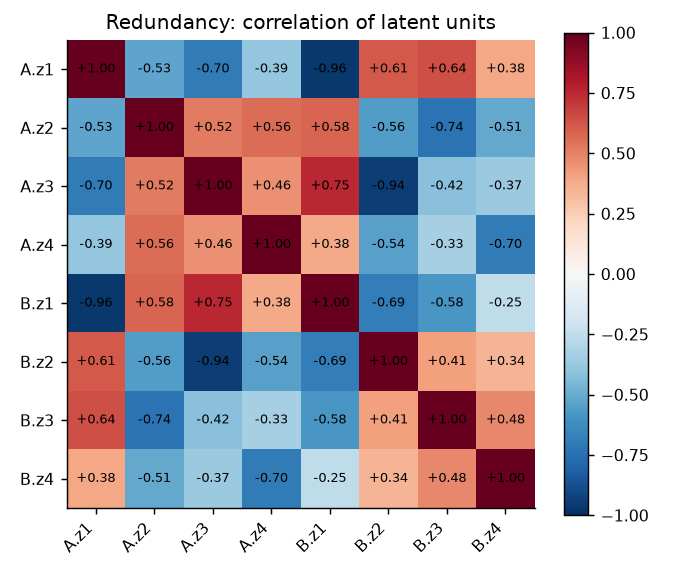 Redundancy: correlation of latent units
A.z1 +1.00 -0.53 -0.70 -0.39 -0.96 +0.61 +0.64 +0.38
A.z2 -0.53 +1.00 +0.52 +0.56 +0.58 -0.56 -0.74 -0.51
A.z3 -0.70 +0.52 +1.00 +0.46 +0.75 -0.94 -0.42 -0.37
A.z4 -0.39 +0.56 +0.46 +1.00 +0.38 -0.54 -0.33 -0.70
B.z1 -0.96 +0.58 +0.75 +0.38 +1.00 -0.69 -0.58 -0.25
B.z2 +0.61 -0.56 -0.94 -0.54 -0.69 +1.00 +0.41 +0.34
B.z3 +0.64 -0.74 -0.42 -0.33 -0.58 +0.41 +1.00 +0.48
B.z4 +0.38 -0.51 -0.37 -0.70 -0.25 +0.34 +0.48 +1.00
A.z1 A.z2 A.z3 A.z4 B.z1 B.z2 B.z3 B.z4
1.00
0.75
0.50
0.25
0.00
−0.25
−0.50
−0.75
−1.00